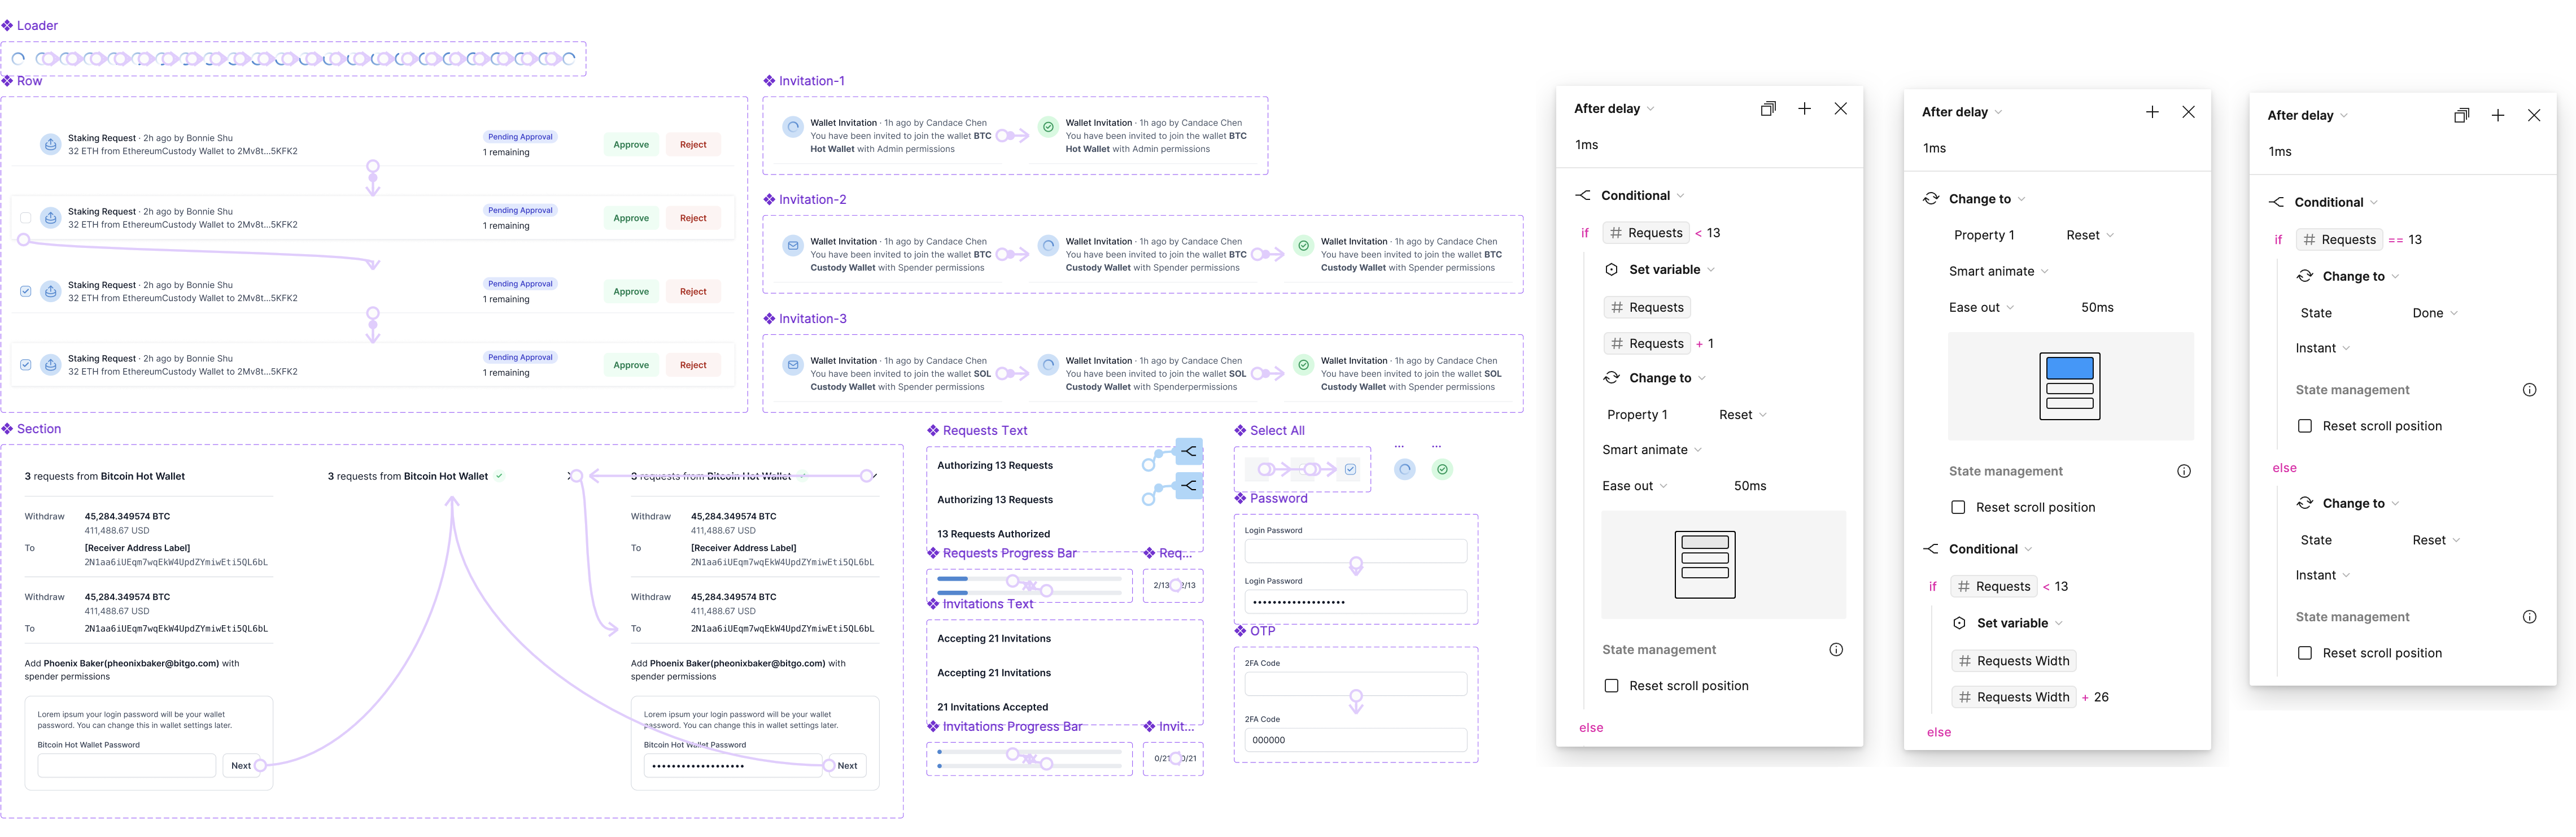 Loader
Row
Staking Request · 2h ago by Bonnie Shu
32 ETH from EthereumCustody Wallet to 2Mv8t...5KFK2
Pending Approval
1 remaining
Approve
Reject
Staking Request · 2h ago by Bonnie Shu
32 ETH from EthereumCustody Wallet to 2Mv8t...5KFK2
Pending Approval
1 remaining
Approve
Reject
Staking Request · 2h ago by Bonnie Shu
32 ETH from EthereumCustody Wallet to 2Mv8t...5KFK2
Pending Approval
1 remaining
Approve
Reject
Staking Request · 2h ago by Bonnie Shu
32 ETH from EthereumCustody Wallet to 2Mv8t...5KFK2
Pending Approval
1 remaining
Approve
Reject
Invitation-1
Wallet Invitation · 1h ago by Candace Chen
You have been invited to join the wallet BTC
Hot Wallet with Admin permissions
Wallet Invitation · 1h ago by Candace Chen
You have been invited to join the wallet BTC
Hot Wallet with Admin permissions
Invitation-2
Wallet Invitation · 1h ago by Candace Chen
You have been invited to join the wallet BTC
Custody Wallet with Spender permissions
Wallet Invitation · 1h ago by Candace Chen
You have been invited to join the wallet BTC
Custody Wallet with Spender permissions
Wallet Invitation · 1h ago by Candace Chen
You have been invited to join the wallet BTC
Custody Wallet with Spender permissions
Invitation-3
Wallet Invitation · 1h ago by Candace Chen
You have been invited to join the wallet SOL
Custody Wallet with Spender permissions
Wallet Invitation · 1h ago by Candace Chen
You have been invited to join the wallet SOL
Custody Wallet with Spenderpermissions
Wallet Invitation · 1h ago by Candace Chen
You have been invited to join the wallet SOL
Custody Wallet with Spender permissions
Section
3 requests from Bitcoin Hot Wallet
Withdraw
45,284.349574 BTC
411,488.67 USD
To
[Receiver Address Label]
2N1aa6iUEqm7wqEkW4UpdZYmiwEti5QL6bL
Withdraw
45,284.349574 BTC
411,488.67 USD
To
2N1aa6iUEqm7wqEkW4UpdZYmiwEti5QL6bL
Add Phoenix Baker(pheonixbaker@bitgo.com) with
spender permissions
Lorem ipsum your login password will be your wallet
password. You can change this in wallet settings later.
Bitcoin Hot Wallet Password
Next
3 requests from Bitcoin Hot Wallet
3 requests from Bitcoin Hot Wallet
Withdraw
45,284.349574 BTC
411,488.67 USD
To
[Receiver Address Label]
2N1aa6iUEqm7wqEkW4UpdZYmiwEti5QL6bL
Withdraw
45,284.349574 BTC
411,488.67 USD
To
2N1aa6iUEqm7wqEkW4UpdZYmiwEti5QL6bL
Add Phoenix Baker(pheonixbaker@bitgo.com) with
spender permissions
Lorem ipsum your login password will be your wallet
password. You can change this in wallet settings later.
Bitcoin Hot Wallet Password
•••••••••••••••••••
Next
Requests Text
Authorizing 13 Requests
Authorizing 13 Requests
13 Requests Authorized
Requests Progress Bar
Req...
2/13
2/13
Invitations Text
Accepting 21 Invitations
Accepting 21 Invitations
21 Invitations Accepted
Invitations Progress Bar
Invit...
0/21
0/21
Select All
...
...
Password
Login Password
Login Password
•••••••••••••••••••
OTP
2FA Code
2FA Code
000000
After delay
1ms
Conditional
if # Requests < 13
Set variable
# Requests
# Requests + 1
Change to
Property 1 Reset
Smart animate
Ease out 50ms
State management
Reset scroll position
else
After delay
1ms
Change to
Property 1 Reset
Smart animate
Ease out 50ms
State management
Reset scroll position
Conditional
if # Requests < 13
Set variable
# Requests Width
# Requests Width + 26
else
After delay
1ms
Conditional
if # Requests == 13
Change to
State Done
Instant
State management
Reset scroll position
else
Change to
State Reset
Instant
State management
Reset scroll position